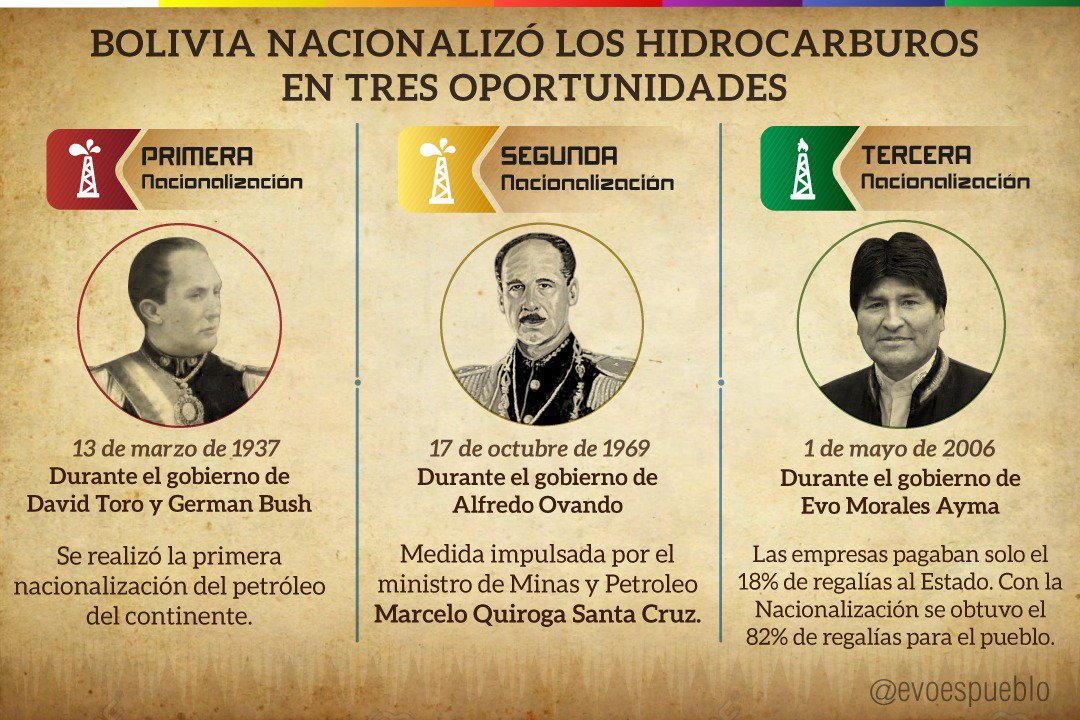 BOLIVIA NACIONALIZÓ LOS HIDROCARBUROS
EN TRES OPORTUNIDADES
PRIMERA
Nacionalización
13 de marzo de 1937
Durante el gobierno de
David Toro y German Bush
Se realizó la primera
nacionalización del petróleo
del continente.
SEGUNDA
Nacionalización
17 de octubre de 1969
Durante el gobierno de
Alfredo Ovando
Medida impulsada por el
ministro de Minas y Petroleo
Marcelo Quiroga Santa Cruz.
TERCERA
Nacionalización
1 de mayo de 2006
Durante el gobierno de
Evo Morales Ayma
Las empresas pagaban solo el
18% de regalías al Estado. Con la
Nacionalización se obtuvo el
82% de regalías para el pueblo.
@evoespueblo